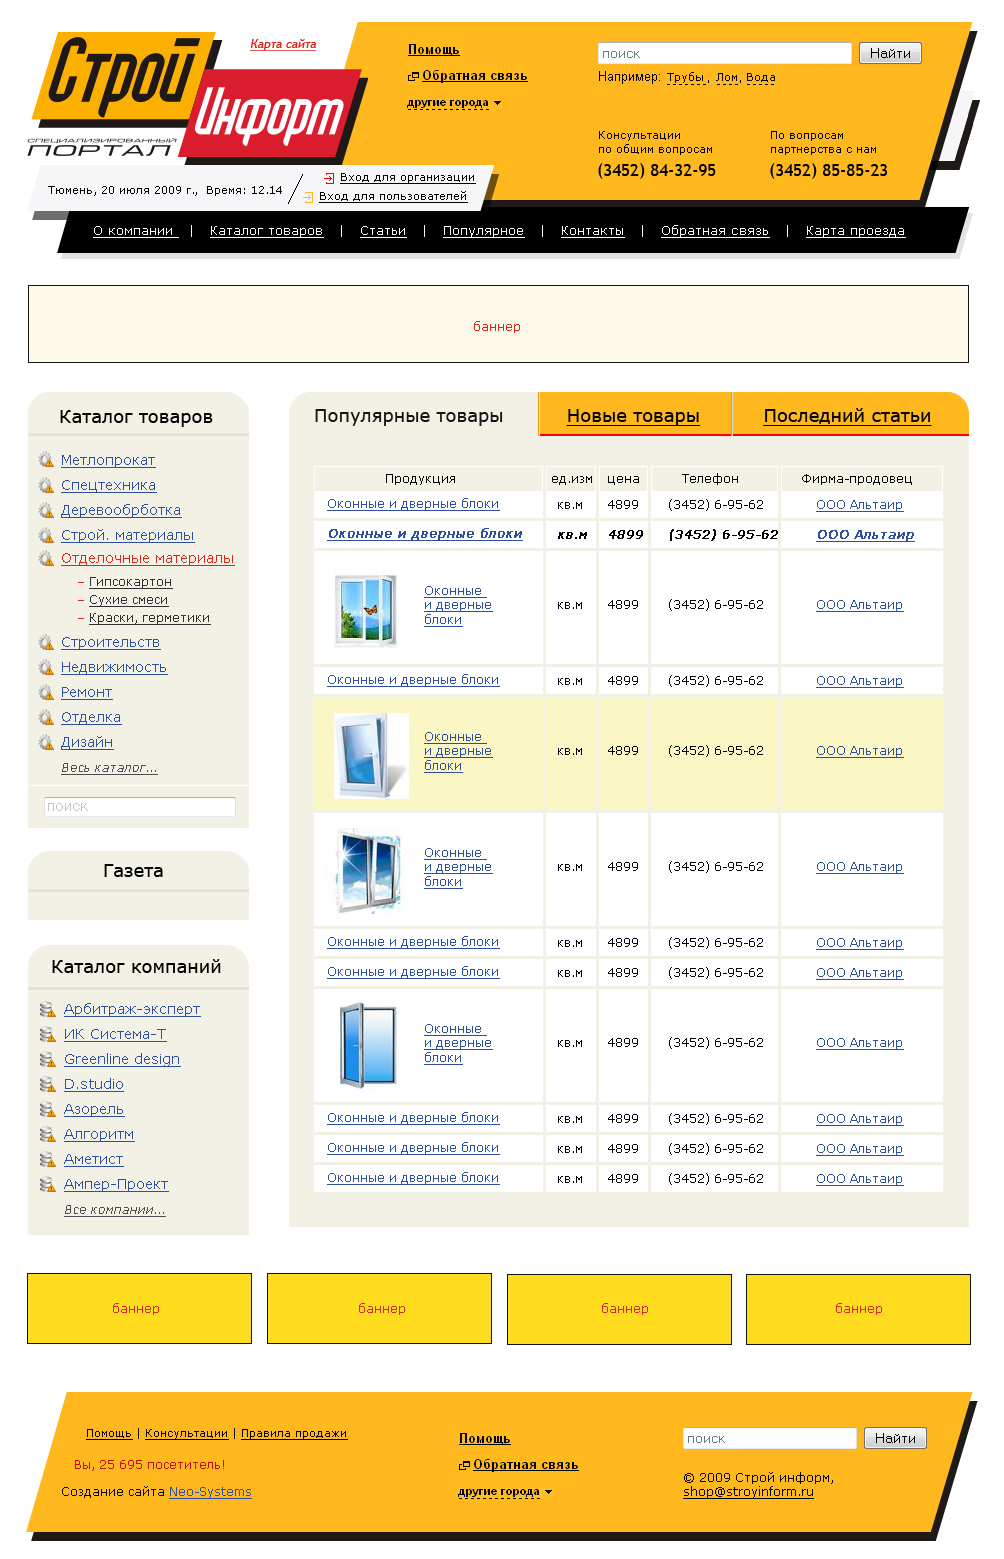 Строй
Информ
СПЕЦИАЛИЗИРОВАННЫЙ
ПОРТАЛ
Карта сайта
Помощь
Обратная связь
другие города
поиск
Найти
Например: Трубы, Лом, Вода
Консультации
по общим вопросам
(3452) 84-32-95
По вопросам
партнерства с нам
(3452) 85-85-23
Тюмень, 20 июля 2009 г., Время: 12.14
Вход для организации
Вход для пользователей
О компании | Каталог товаров | Статьи | Популярное | Контакты | Обратная связь | Карта проезда
баннер
Каталог товаров
Метлопрокат
Спецтехника
Деревообрботка
Строй. материалы
Отделочные материалы
– Гипсокартон
– Сухие смеси
– Краски, герметики
Строительств
Недвижимость
Ремонт
Отделка
Дизайн
Весь каталог...
поиск
Газета
Каталог компаний
Арбитраж-эксперт
ИК Система-Т
Greenline design
D.studio
Азорель
Алгоритм
Аметист
Ампер-Проект
Все компании...
Популярные товары
Новые товары
Последний статьи
Продукция ед.изм цена Телефон Фирма-продовец
Оконные и дверные блоки кв.м 4899 (3452) 6-95-62 ООО Альтаир
Оконные и дверные блоки кв.м 4899 (3452) 6-95-62 ООО Альтаир
Оконные
и дверные
блоки
кв.м 4899 (3452) 6-95-62 ООО Альтаир
Оконные и дверные блоки кв.м 4899 (3452) 6-95-62 ООО Альтаир
Оконные
и дверные
блоки
кв.м 4899 (3452) 6-95-62 ООО Альтаир
Оконные
и дверные
блоки
кв.м 4899 (3452) 6-95-62 ООО Альтаир
Оконные и дверные блоки кв.м 4899 (3452) 6-95-62 ООО Альтаир
Оконные и дверные блоки кв.м 4899 (3452) 6-95-62 ООО Альтаир
Оконные
и дверные
блоки
кв.м 4899 (3452) 6-95-62 ООО Альтаир
Оконные и дверные блоки кв.м 4899 (3452) 6-95-62 ООО Альтаир
Оконные и дверные блоки кв.м 4899 (3452) 6-95-62 ООО Альтаир
Оконные и дверные блоки кв.м 4899 (3452) 6-95-62 ООО Альтаир
баннер
баннер
баннер
баннер
Помощь | Консультации | Правила продажи
Вы, 25 695 посетитель!
Создание сайта Neo-Systems
Помощь
Обратная связь
другие города
поиск
Найти
© 2009 Строй информ,
shop@stroyinform.ru